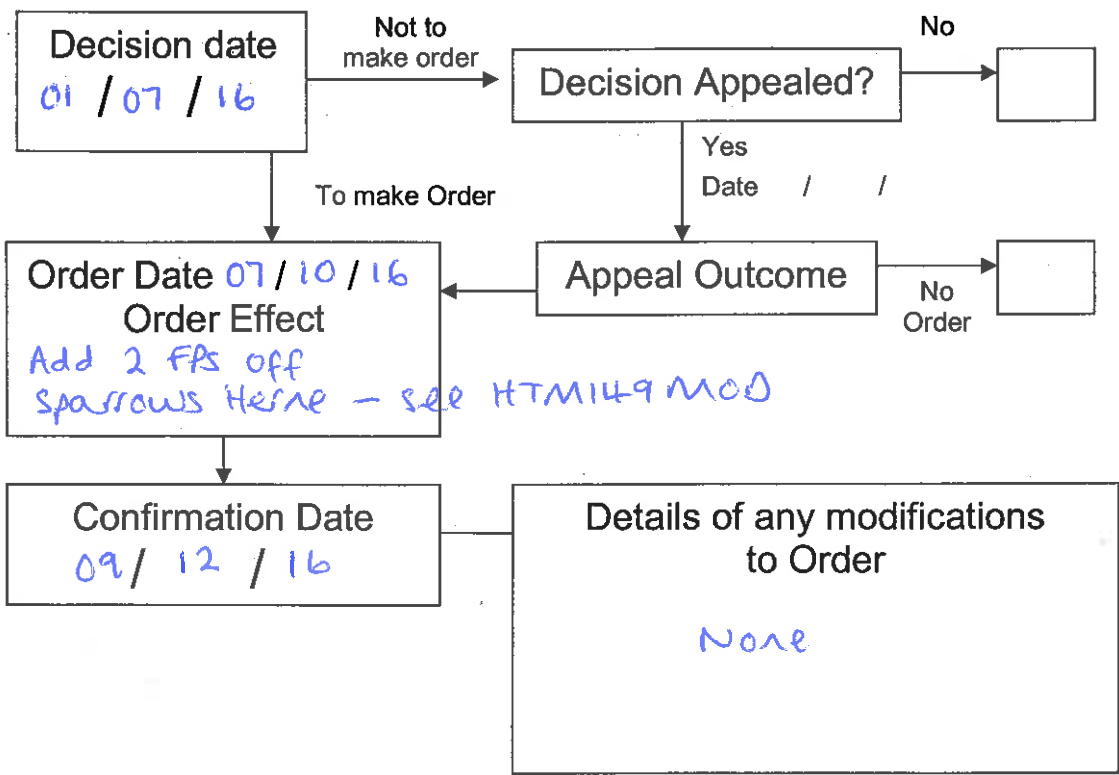 Decision date
01 / 07 / 16
Not to
make order
Decision Appealed?
No
Yes
Date / /
To make Order
Order Date 07 / 10 / 16
Order Effect
Add 2 FPs off
Sparrows Herne – see HTM149 MOD
Appeal Outcome
No
Order
Confirmation Date
09 / 12 / 16
Details of any modifications
to Order
None